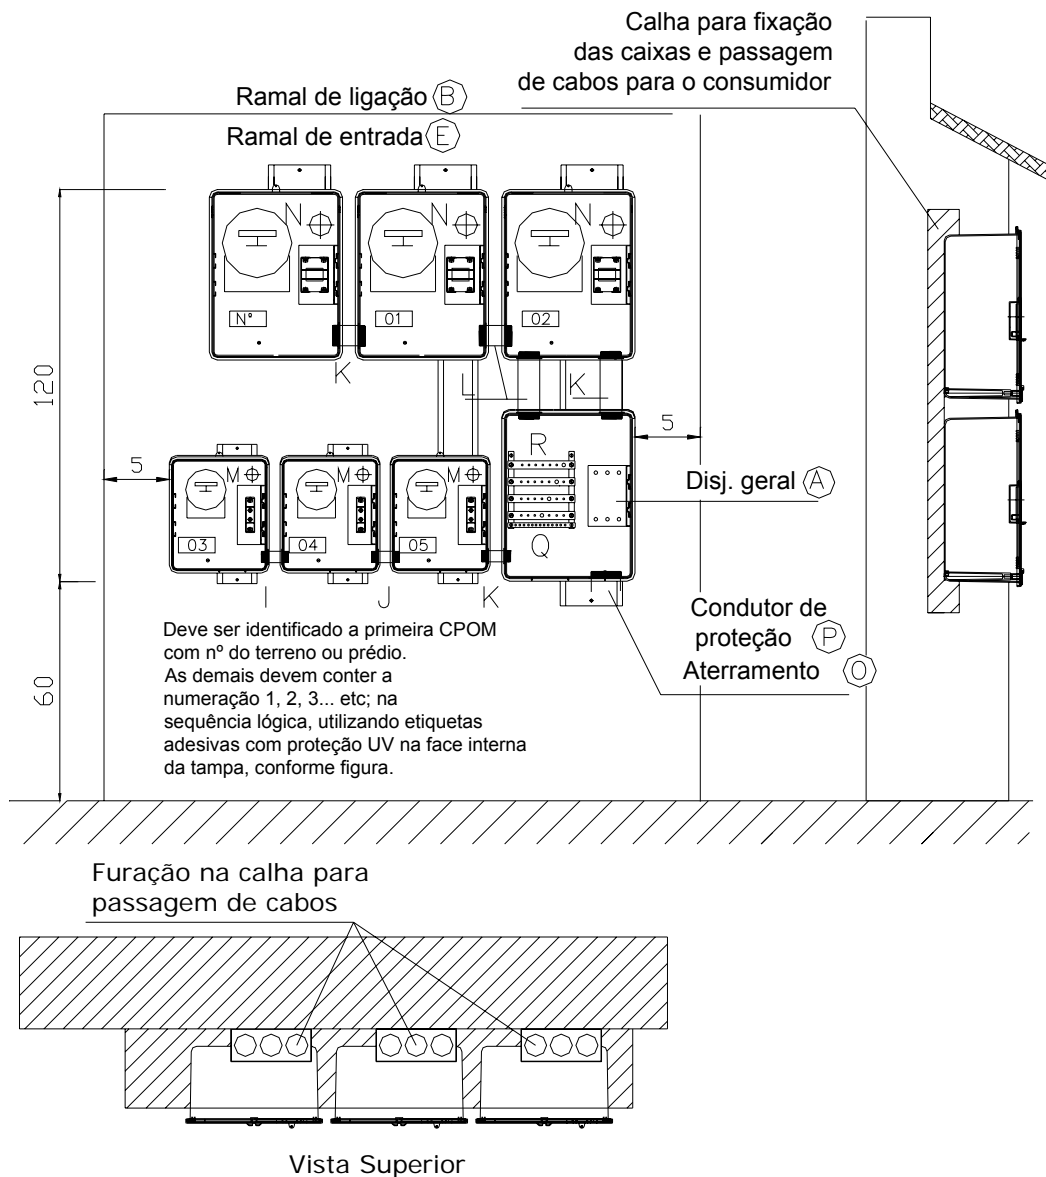 Calha para fixação
das caixas e passagem
de cabos para o consumidor
Ramal de ligação B
Ramal de entrada E
N N N
N° 01 02
K L K
120
5
5
R
M M M
Disj. geral A
03 04 05
Q
I J K
Condutor de
proteção P
Aterramento O
60
Deve ser identificado a primeira CPOM
com nº do terreno ou prédio.
As demais devem conter a
numeração 1, 2, 3... etc; na
sequência lógica, utilizando etiquetas
adesivas com proteção UV na face interna
da tampa, conforme figura.
Furação na calha para
passagem de cabos
Vista Superior